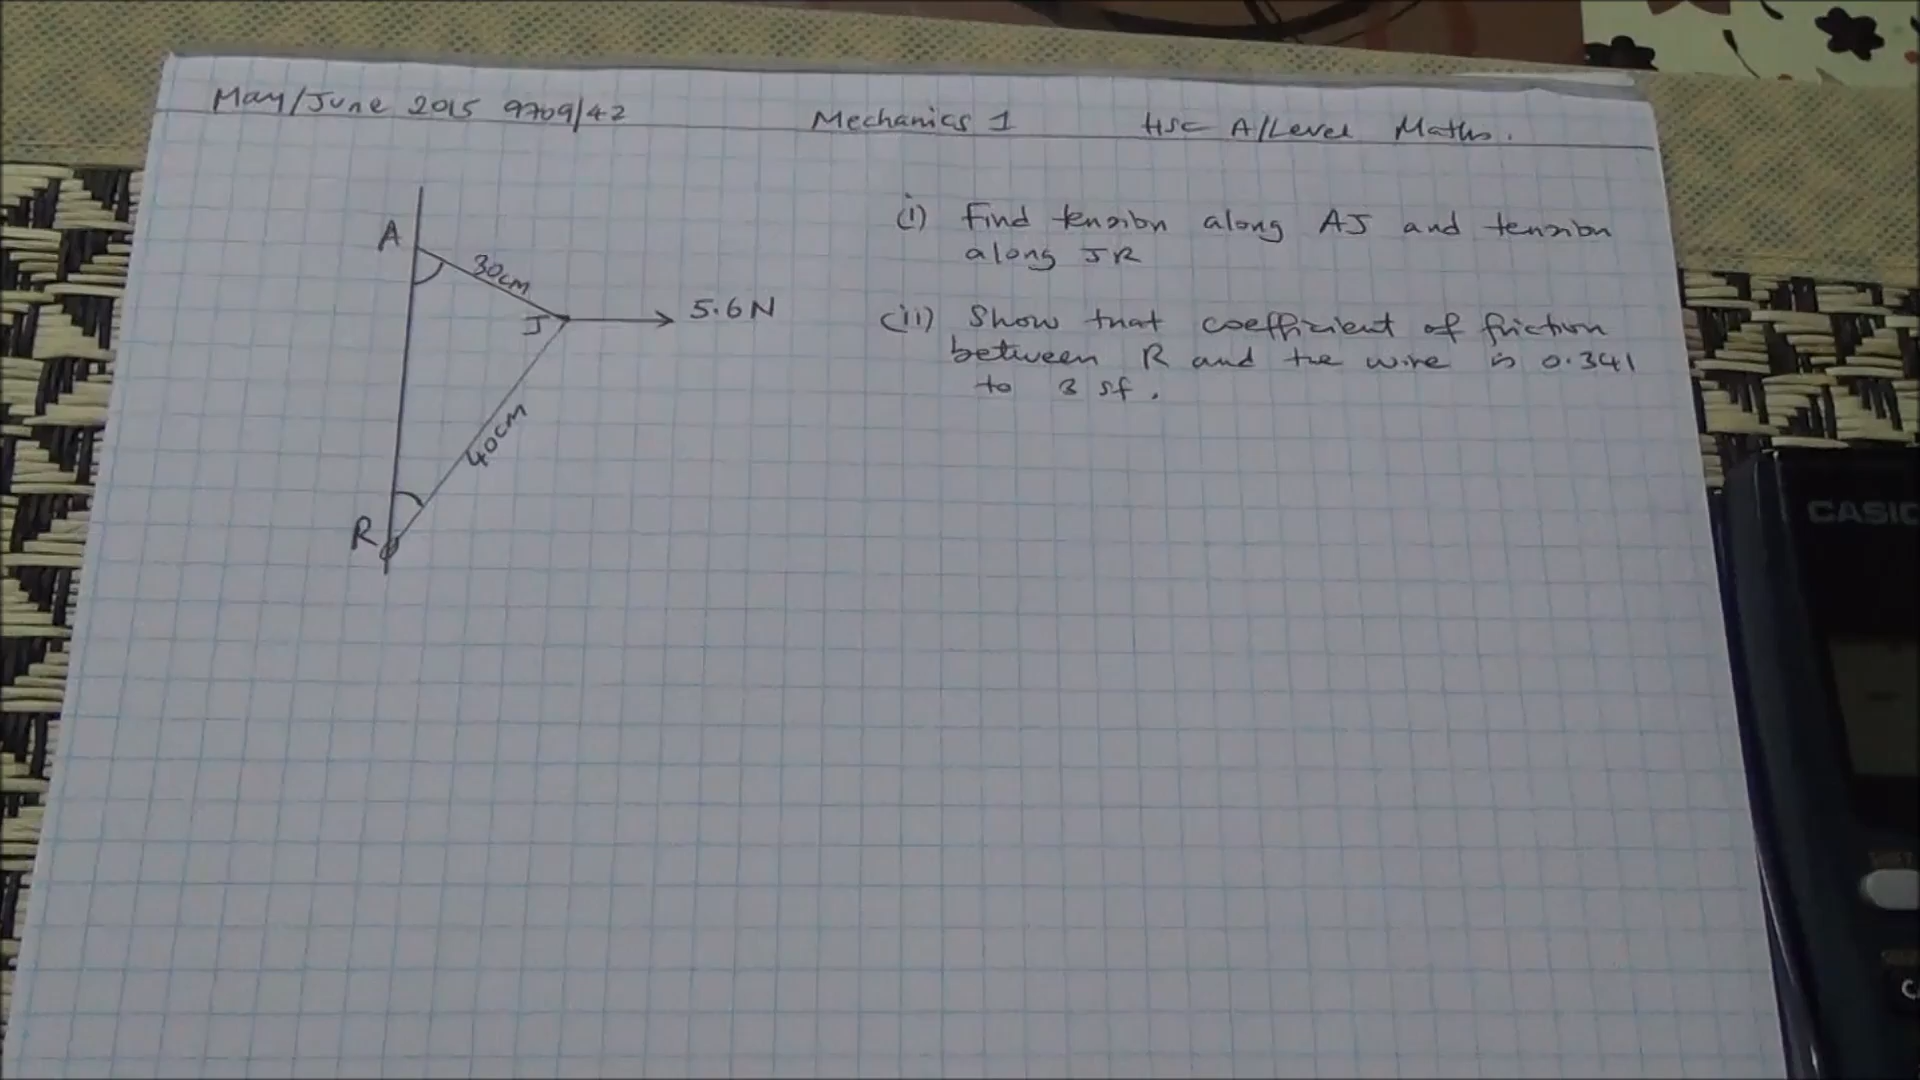 May/June 2015 9709/42 Mechanics 1 HSC A/Level Maths.
A
30cm
J
5.6N
40cm
R
(i) Find tension along AJ and tension
along JR
(ii) Show that coefficient of friction
between R and the wire is 0.341
to 3 sf.
CASIO
SHIFT